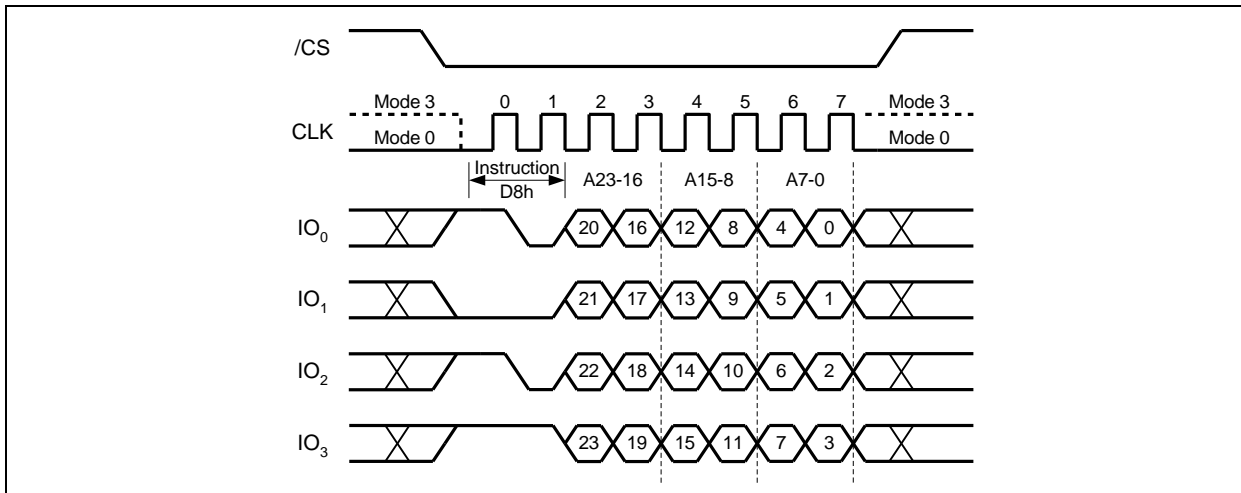 /CS
Mode 3 0 1 2 3 4 5 6 7 Mode 3
CLK
Mode 0 Mode 0
Instruction
D8h
A23-16 A15-8 A7-0
IO0 20 16 12 8 4 0
IO1 21 17 13 9 5 1
IO2 22 18 14 10 6 2
IO3 23 19 15 11 7 3